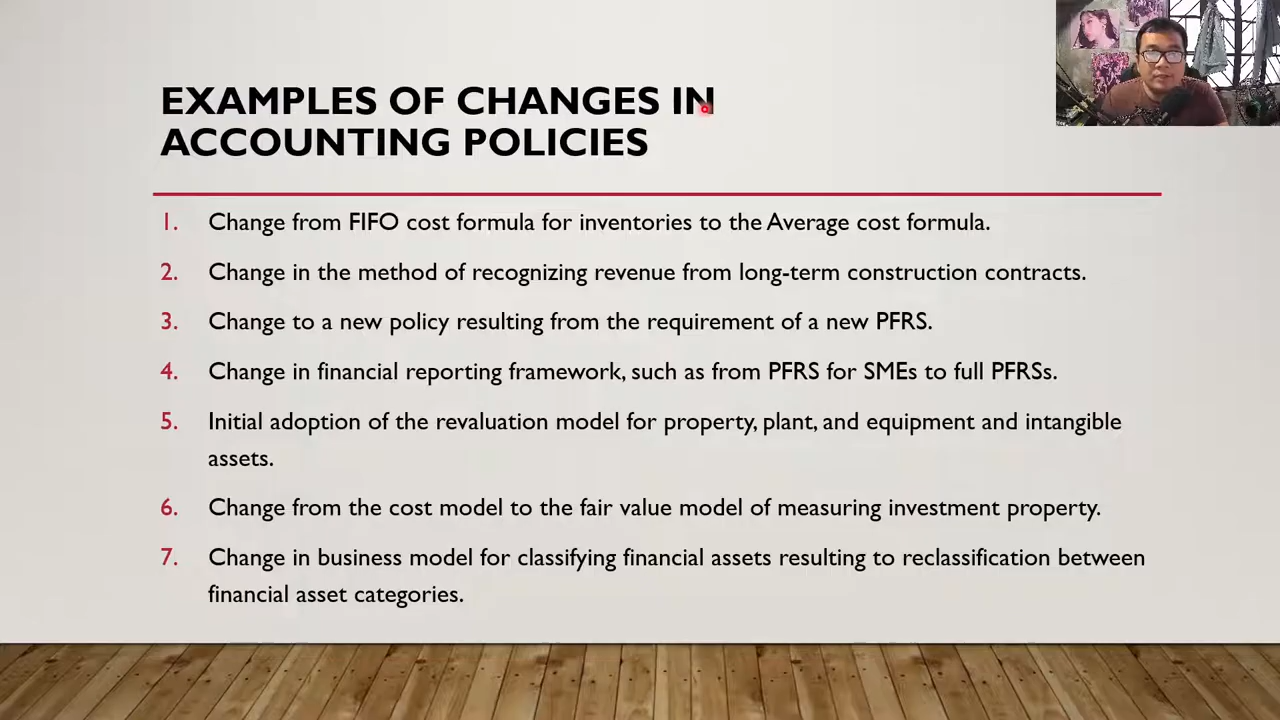 EXAMPLES OF CHANGES IN
ACCOUNTING POLICIES
1. Change from FIFO cost formula for inventories to the Average cost formula.
2. Change in the method of recognizing revenue from long-term construction contracts.
3. Change to a new policy resulting from the requirement of a new PFRS.
4. Change in financial reporting framework, such as from PFRS for SMEs to full PFRSs.
5. Initial adoption of the revaluation model for property, plant, and equipment and intangible
assets.
6. Change from the cost model to the fair value model of measuring investment property.
7. Change in business model for classifying financial assets resulting to reclassification between
financial asset categories.